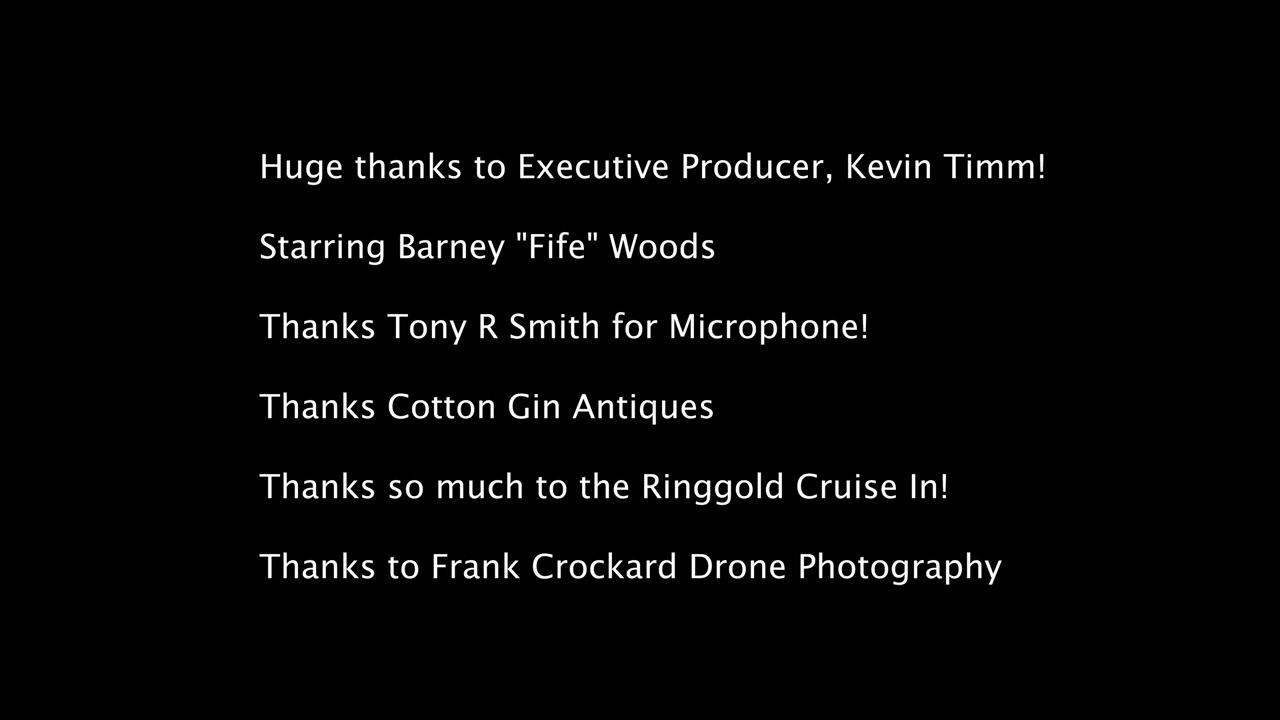 Huge thanks to Executive Producer, Kevin Timm!
Starring Barney "Fife" Woods
Thanks Tony R Smith for Microphone!
Thanks Cotton Gin Antiques
Thanks so much to the Ringgold Cruise In!
Thanks to Frank Crockard Drone Photography